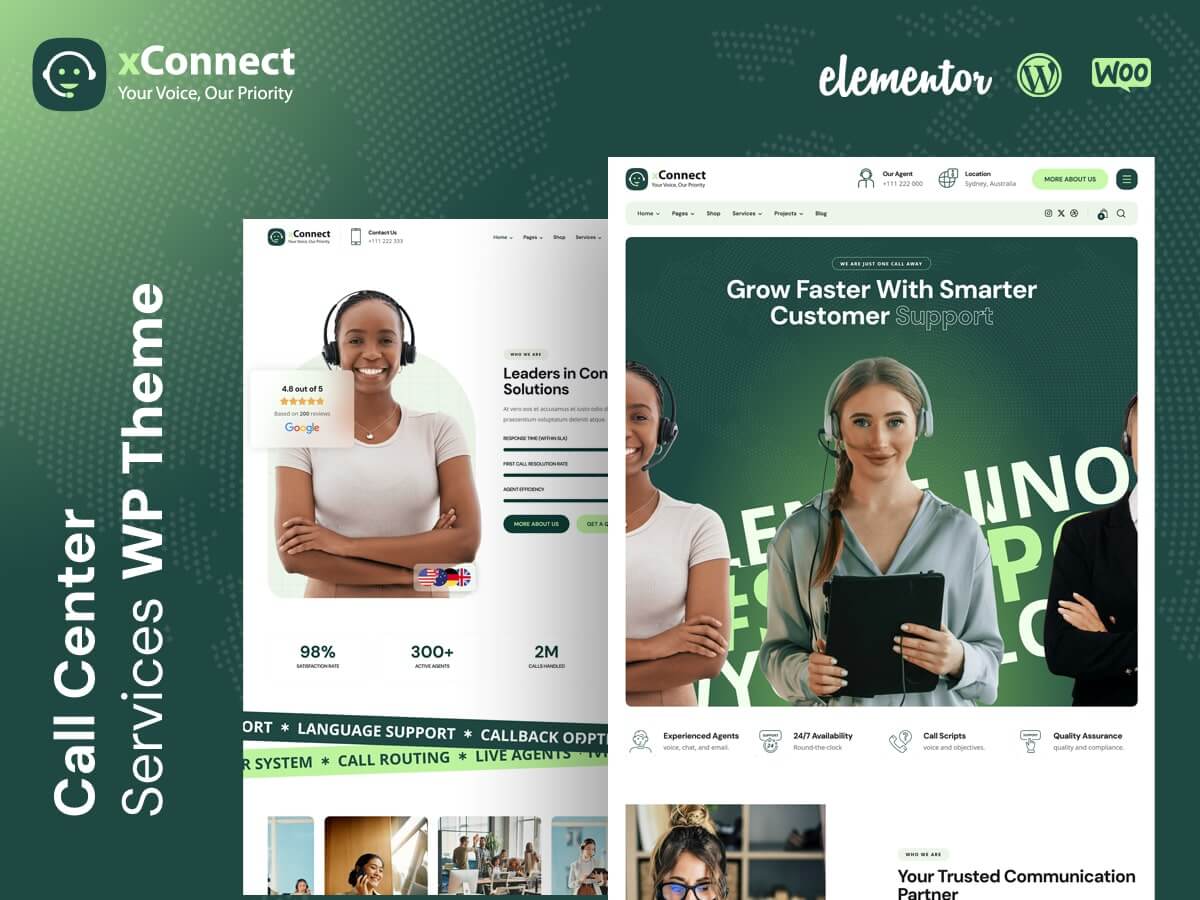 xConnect
Your Voice, Our Priority
elementor
WOO
Call Center
Services WP Theme
xConnect
Your Voice, Our Priority
Contact Us
+111 222 333
Home
Pages
Shop
Services
4.8 out of 5
Based on 200 reviews
Google
WHO WE ARE
Leaders in Con
Solutions
At vero eos et accusamus et iusto odio d
praesentium voluptatum deleniti atque
RESPONSE TIME (WITHIN SLA)
FIRST CALL RESOLUTION RATE
AGENT EFFICIENCY
MORE ABOUT US
GET A Q
98%
SATISFACTION RATE
300+
ACTIVE AGENTS
2M
CALLS HANDLED
ORT * LANGUAGE SUPPORT * CALLBACK OPT
R SYSTEM * CALL ROUTING * LIVE AGENTS *
xConnect
Your Voice, Our Priority
Our Agent
+111 222 000
Location
Sydney, Australia
MORE ABOUT US
Home
Pages
Shop
Services
Projects
Blog
WE ARE JUST ONE CALL AWAY
Grow Faster With Smarter
Customer Support
Experienced Agents
voice, chat, and email.
SUPPORT
24
24/7 Availability
Round-the-clock
Call Scripts
voice and objectives.
SUPPORT
Quality Assurance
quality and compliance.
WHO WE ARE
Your Trusted Communication
Partner